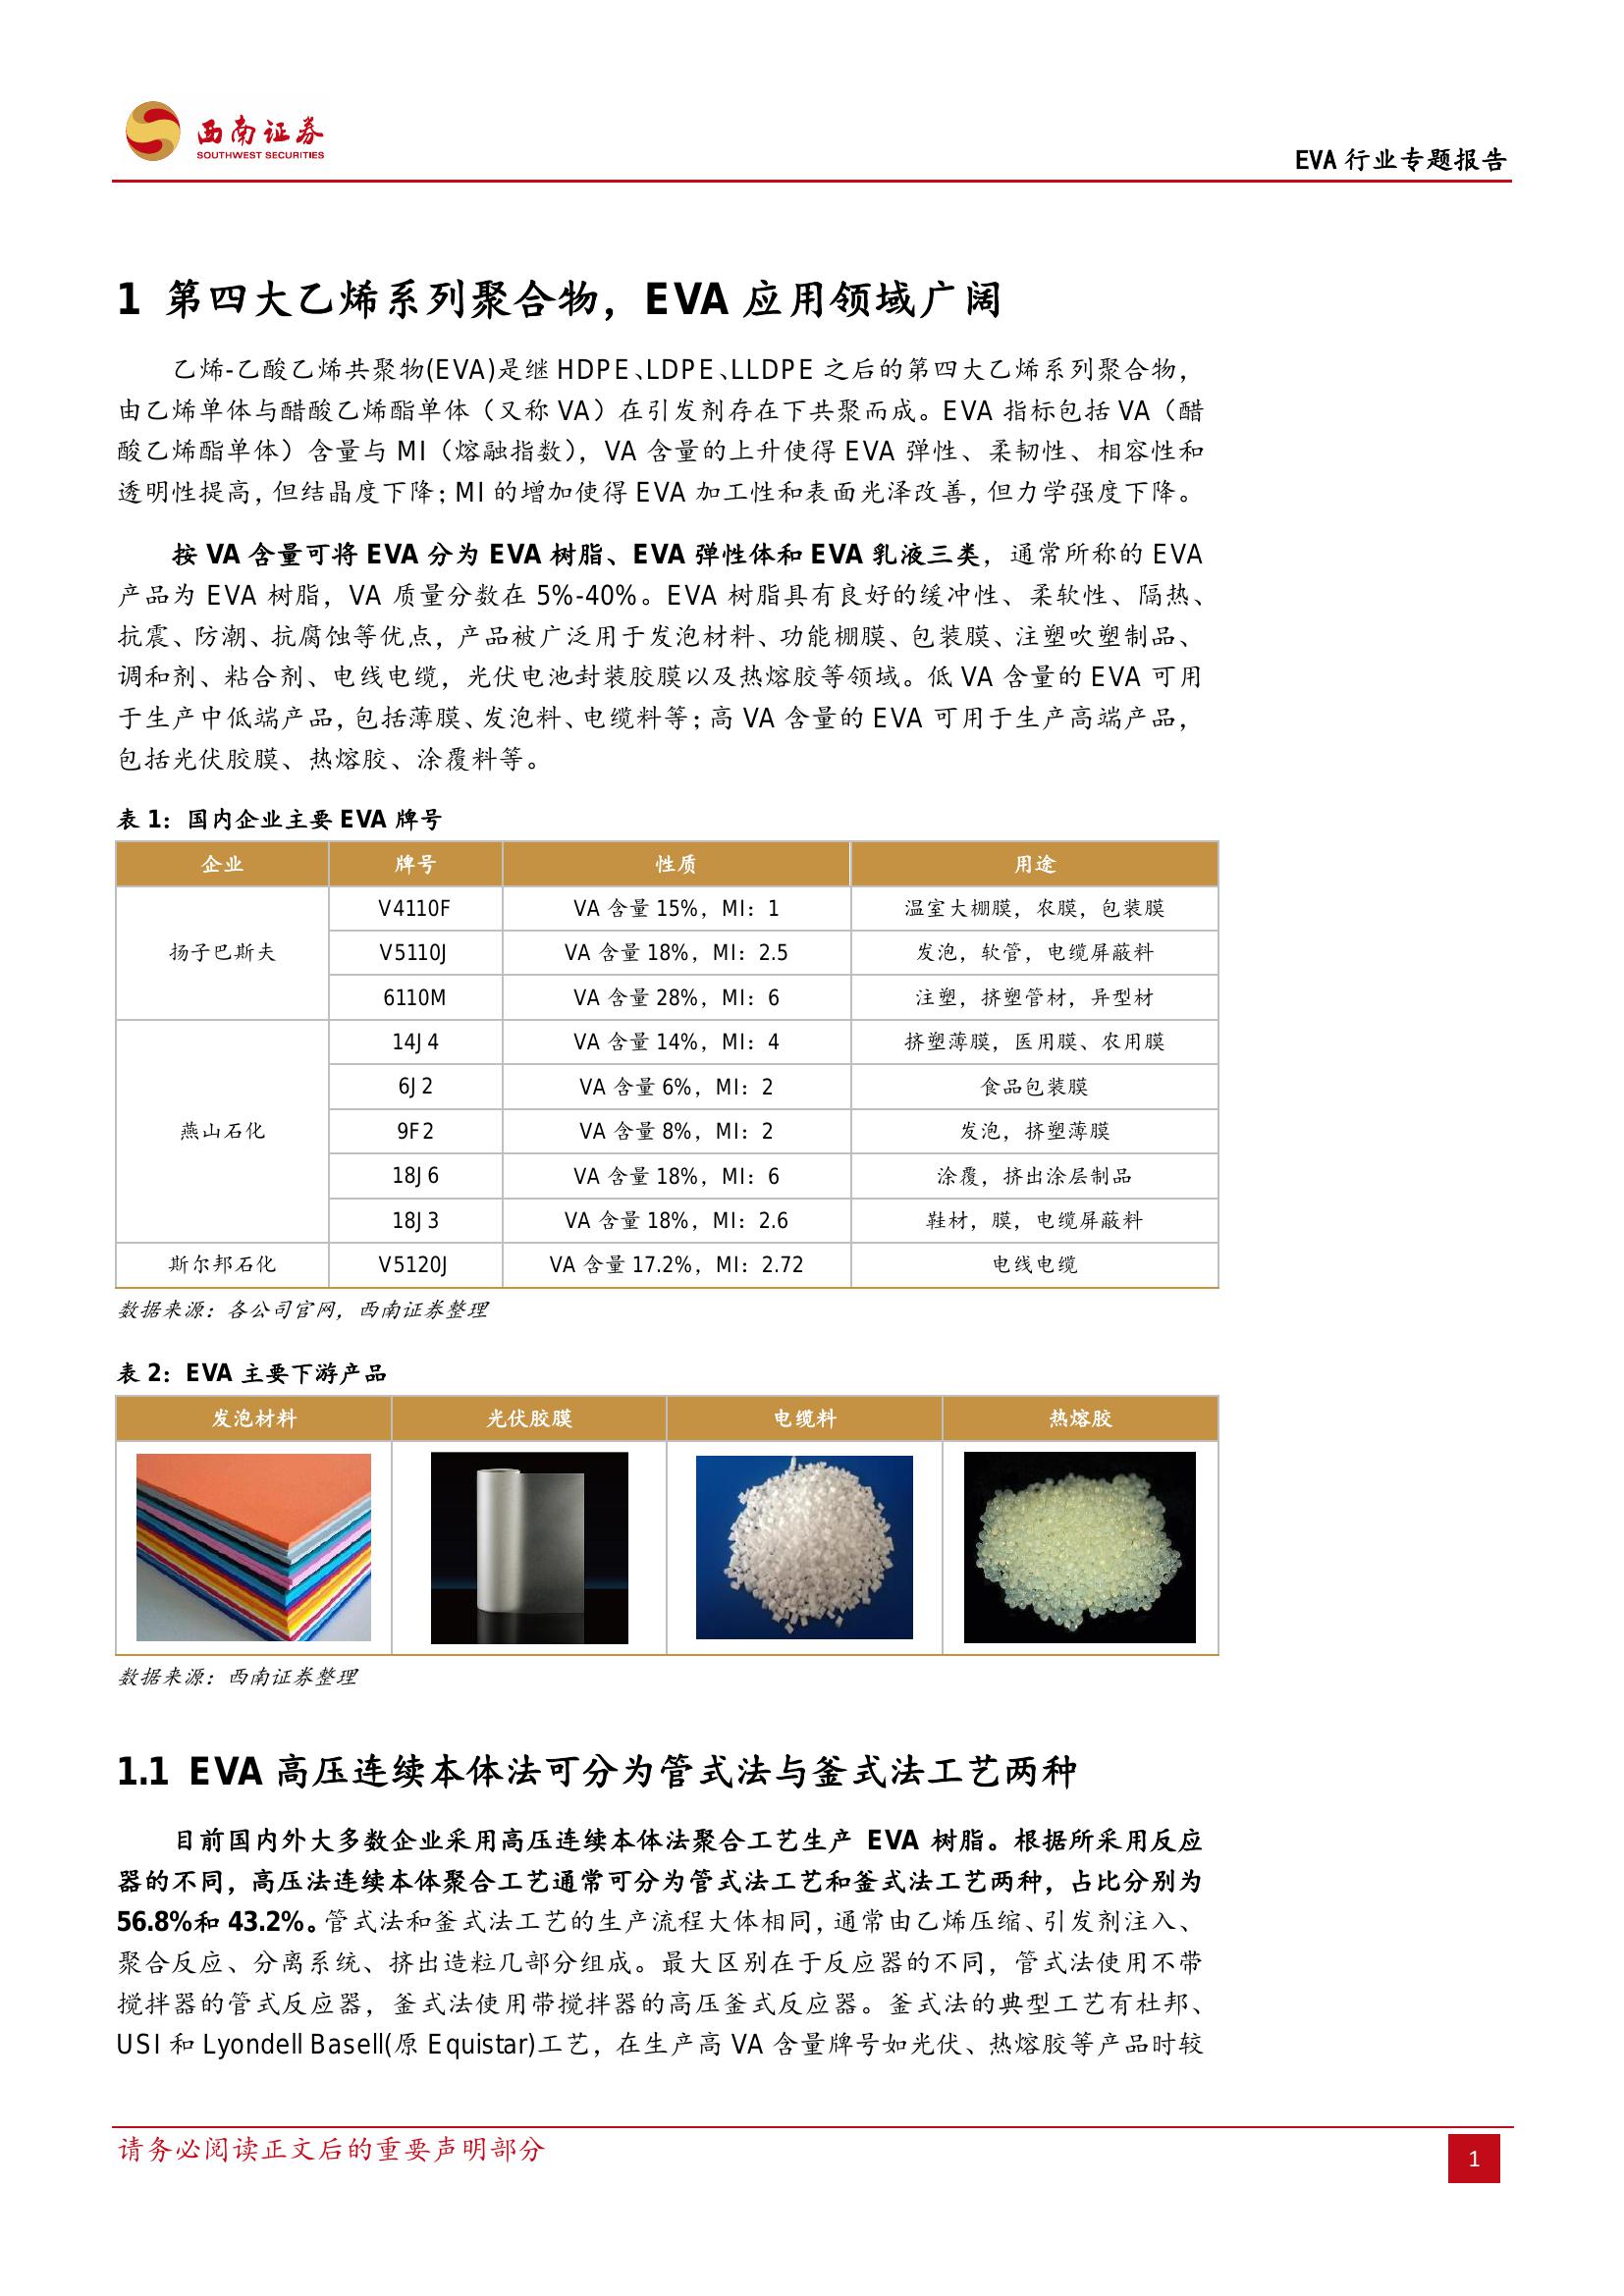 西南证券
SOUTHWEST SECURITIES
EVA 行业专题报告
1 第四大乙烯系列聚合物，EVA 应用领域广阔
乙烯-乙酸乙烯共聚物(EVA)是继 HDPE、LDPE、LLDPE 之后的第四大乙烯系列聚合物，
由乙烯单体与醋酸乙烯酯单体（又称 VA）在引发剂存在下共聚而成。EVA 指标包括 VA（醋
酸乙烯酯单体）含量与 MI（熔融指数），VA 含量的上升使得 EVA 弹性、柔韧性、相容性和
透明性提高，但结晶度下降；MI 的增加使得 EVA 加工性和表面光泽改善，但力学强度下降。
按 VA 含量可将 EVA 分为 EVA 树脂、EVA 弹性体和 EVA 乳液三类，通常所称的 EVA
产品为 EVA 树脂，VA 质量分数在 5%-40%。EVA 树脂具有良好的缓冲性、柔软性、隔热、
抗震、防潮、抗腐蚀等优点，产品被广泛用于发泡材料、功能棚膜、包装膜、注塑吹塑制品、
调和剂、粘合剂、电线电缆，光伏电池封装胶膜以及热熔胶等领域。低 VA 含量的 EVA 可用
于生产中低端产品，包括薄膜、发泡料、电缆料等；高 VA 含量的 EVA 可用于生产高端产品，
包括光伏胶膜、热熔胶、涂覆料等。
表 1：国内企业主要 EVA 牌号
企业 牌号 性质 用途
扬子巴斯夫 V4110F VA 含量 15%，MI：1 温室大棚膜，农膜，包装膜
V5110J VA 含量 18%，MI：2.5 发泡，软管，电缆屏蔽料
6110M VA 含量 28%，MI：6 注塑，挤塑管材，异型材
燕山石化 14J4 VA 含量 14%，MI：4 挤塑薄膜，医用膜、农用膜
6J2 VA 含量 6%，MI：2 食品包装膜
9F2 VA 含量 8%，MI：2 发泡，挤塑薄膜
18J6 VA 含量 18%，MI：6 涂覆，挤出涂层制品
18J3 VA 含量 18%，MI：2.6 鞋材，膜，电缆屏蔽料
斯尔邦石化 V5120J VA 含量 17.2%，MI：2.72 电线电缆
数据来源：各公司官网，西南证券整理
表 2：EVA 主要下游产品
发泡材料 光伏胶膜 电缆料 热熔胶
数据来源：西南证券整理
1.1 EVA 高压连续本体法可分为管式法与釜式法工艺两种
目前国内外大多数企业采用高压连续本体法聚合工艺生产 EVA 树脂。根据所采用反应
器的不同，高压法连续本体聚合工艺通常可分为管式法工艺和釜式法工艺两种，占比分别为
56.8%和 43.2%。管式法和釜式法工艺的生产流程大体相同，通常由乙烯压缩、引发剂注入、
聚合反应、分离系统、挤出造粒几部分组成。最大区别在于反应器的不同，管式法使用不带
搅拌器的管式反应器，釜式法使用带搅拌器的高压釜式反应器。釜式法的典型工艺有杜邦、
USI 和 Lyondell Basell(原 Equistar)工艺，在生产高 VA 含量牌号如光伏、热熔胶等产品时较
请务必阅读正文后的重要声明部分
1